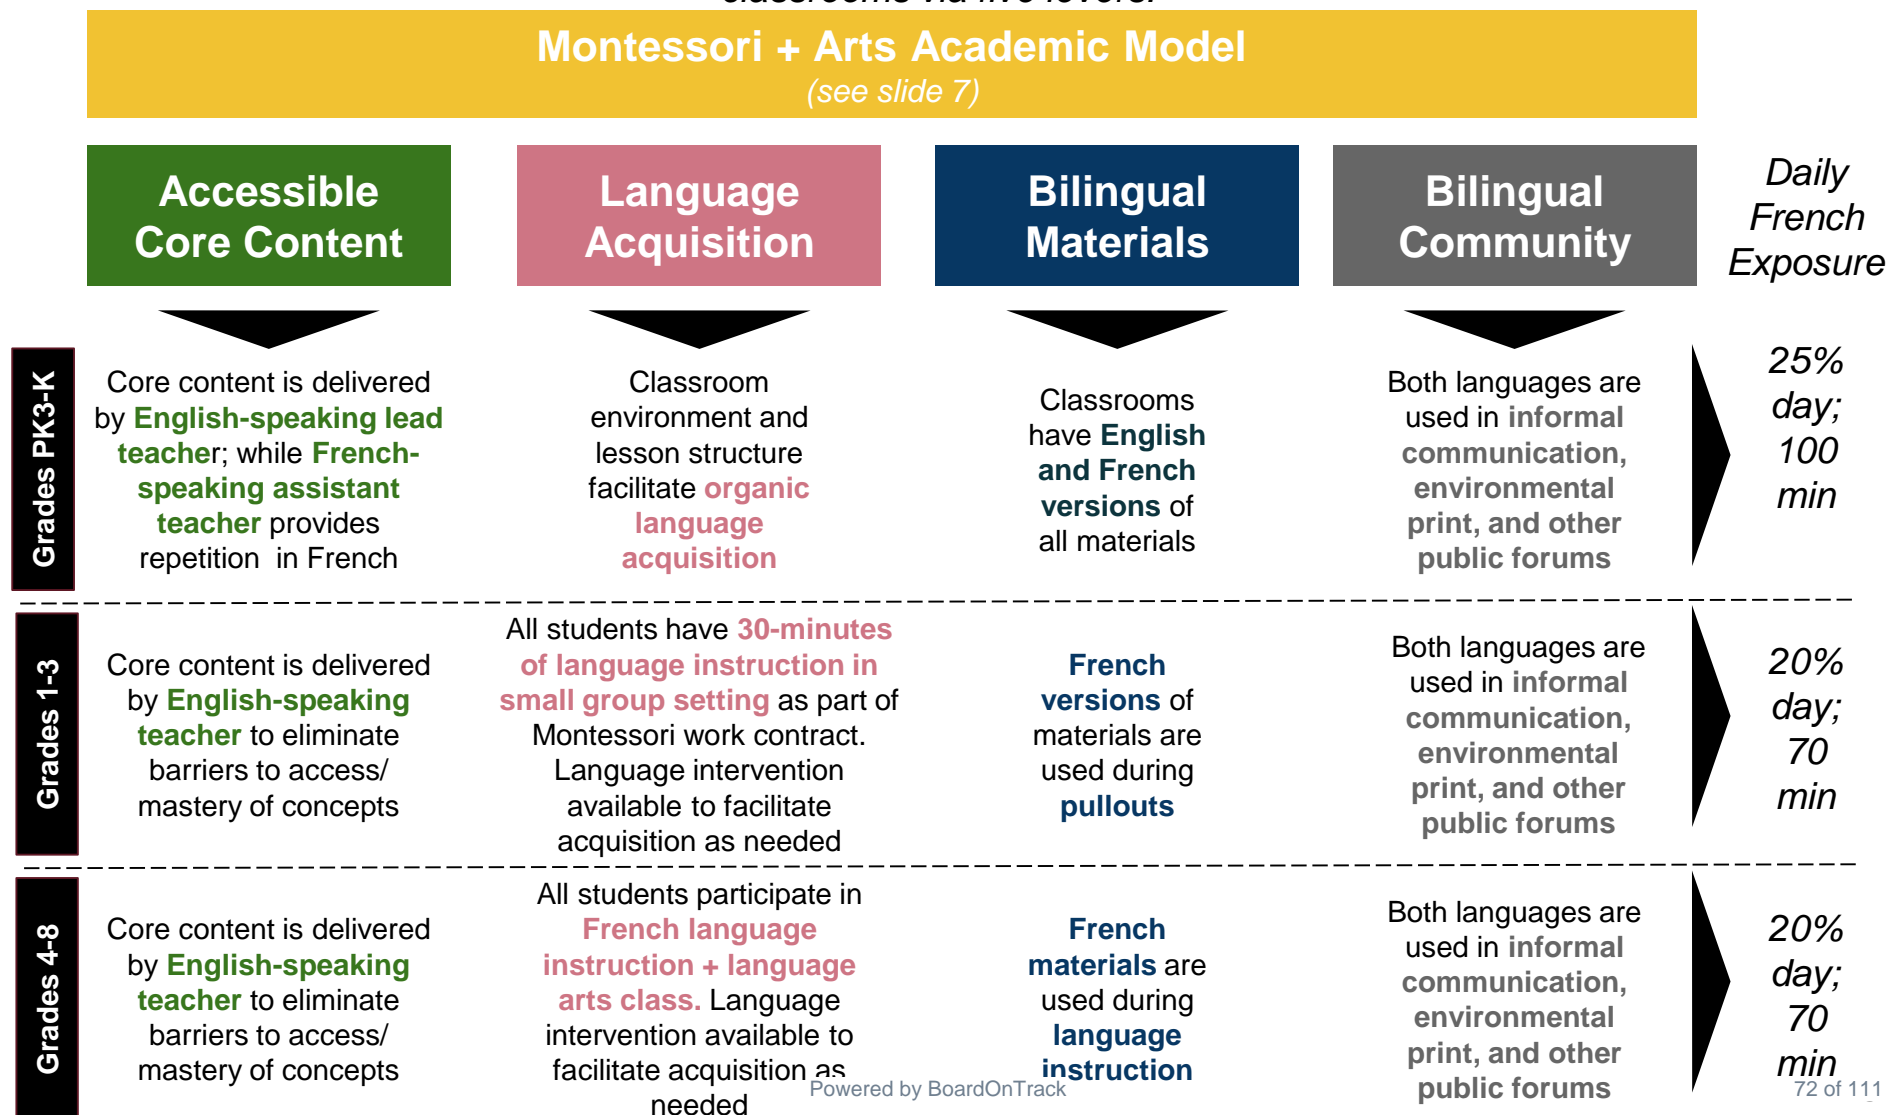 classrooms via five levers:
Montessori + Arts Academic Model
(see slide 7)
Accessible
Core Content
Language
Acquisition
Bilingual
Materials
Bilingual
Community
Daily
French
Exposure
Grades PK3-K
Core content is delivered
by English-speaking lead
teacher; while French-
speaking assistant
teacher provides
repetition in French
Classroom
environment and
lesson structure
facilitate organic
language
acquisition
Classrooms
have English
and French
versions of
all materials
Both languages are
used in informal
communication,
environmental
print, and other
public forums
25%
day;
100
min
Grades 1-3
Core content is delivered
by English-speaking
teacher to eliminate
barriers to access/
mastery of concepts
All students have 30-minutes
of language instruction in
small group setting as part of
Montessori work contract.
Language intervention
available to facilitate
acquisition as needed
French
versions of
materials are
used during
pullouts
Both languages are
used in informal
communication,
environmental
print, and other
public forums
20%
day;
70
min
Grades 4-8
Core content is delivered
by English-speaking
teacher to eliminate
barriers to access/
mastery of concepts
All students participate in
French language
instruction + language
arts class. Language
intervention available to
facilitate acquisition as
needed
French
materials are
used during
language
instruction
Both languages are
used in informal
communication,
environmental
print, and other
public forums
20%
day;
70
min
Powered by BoardOnTrack
72 of 111